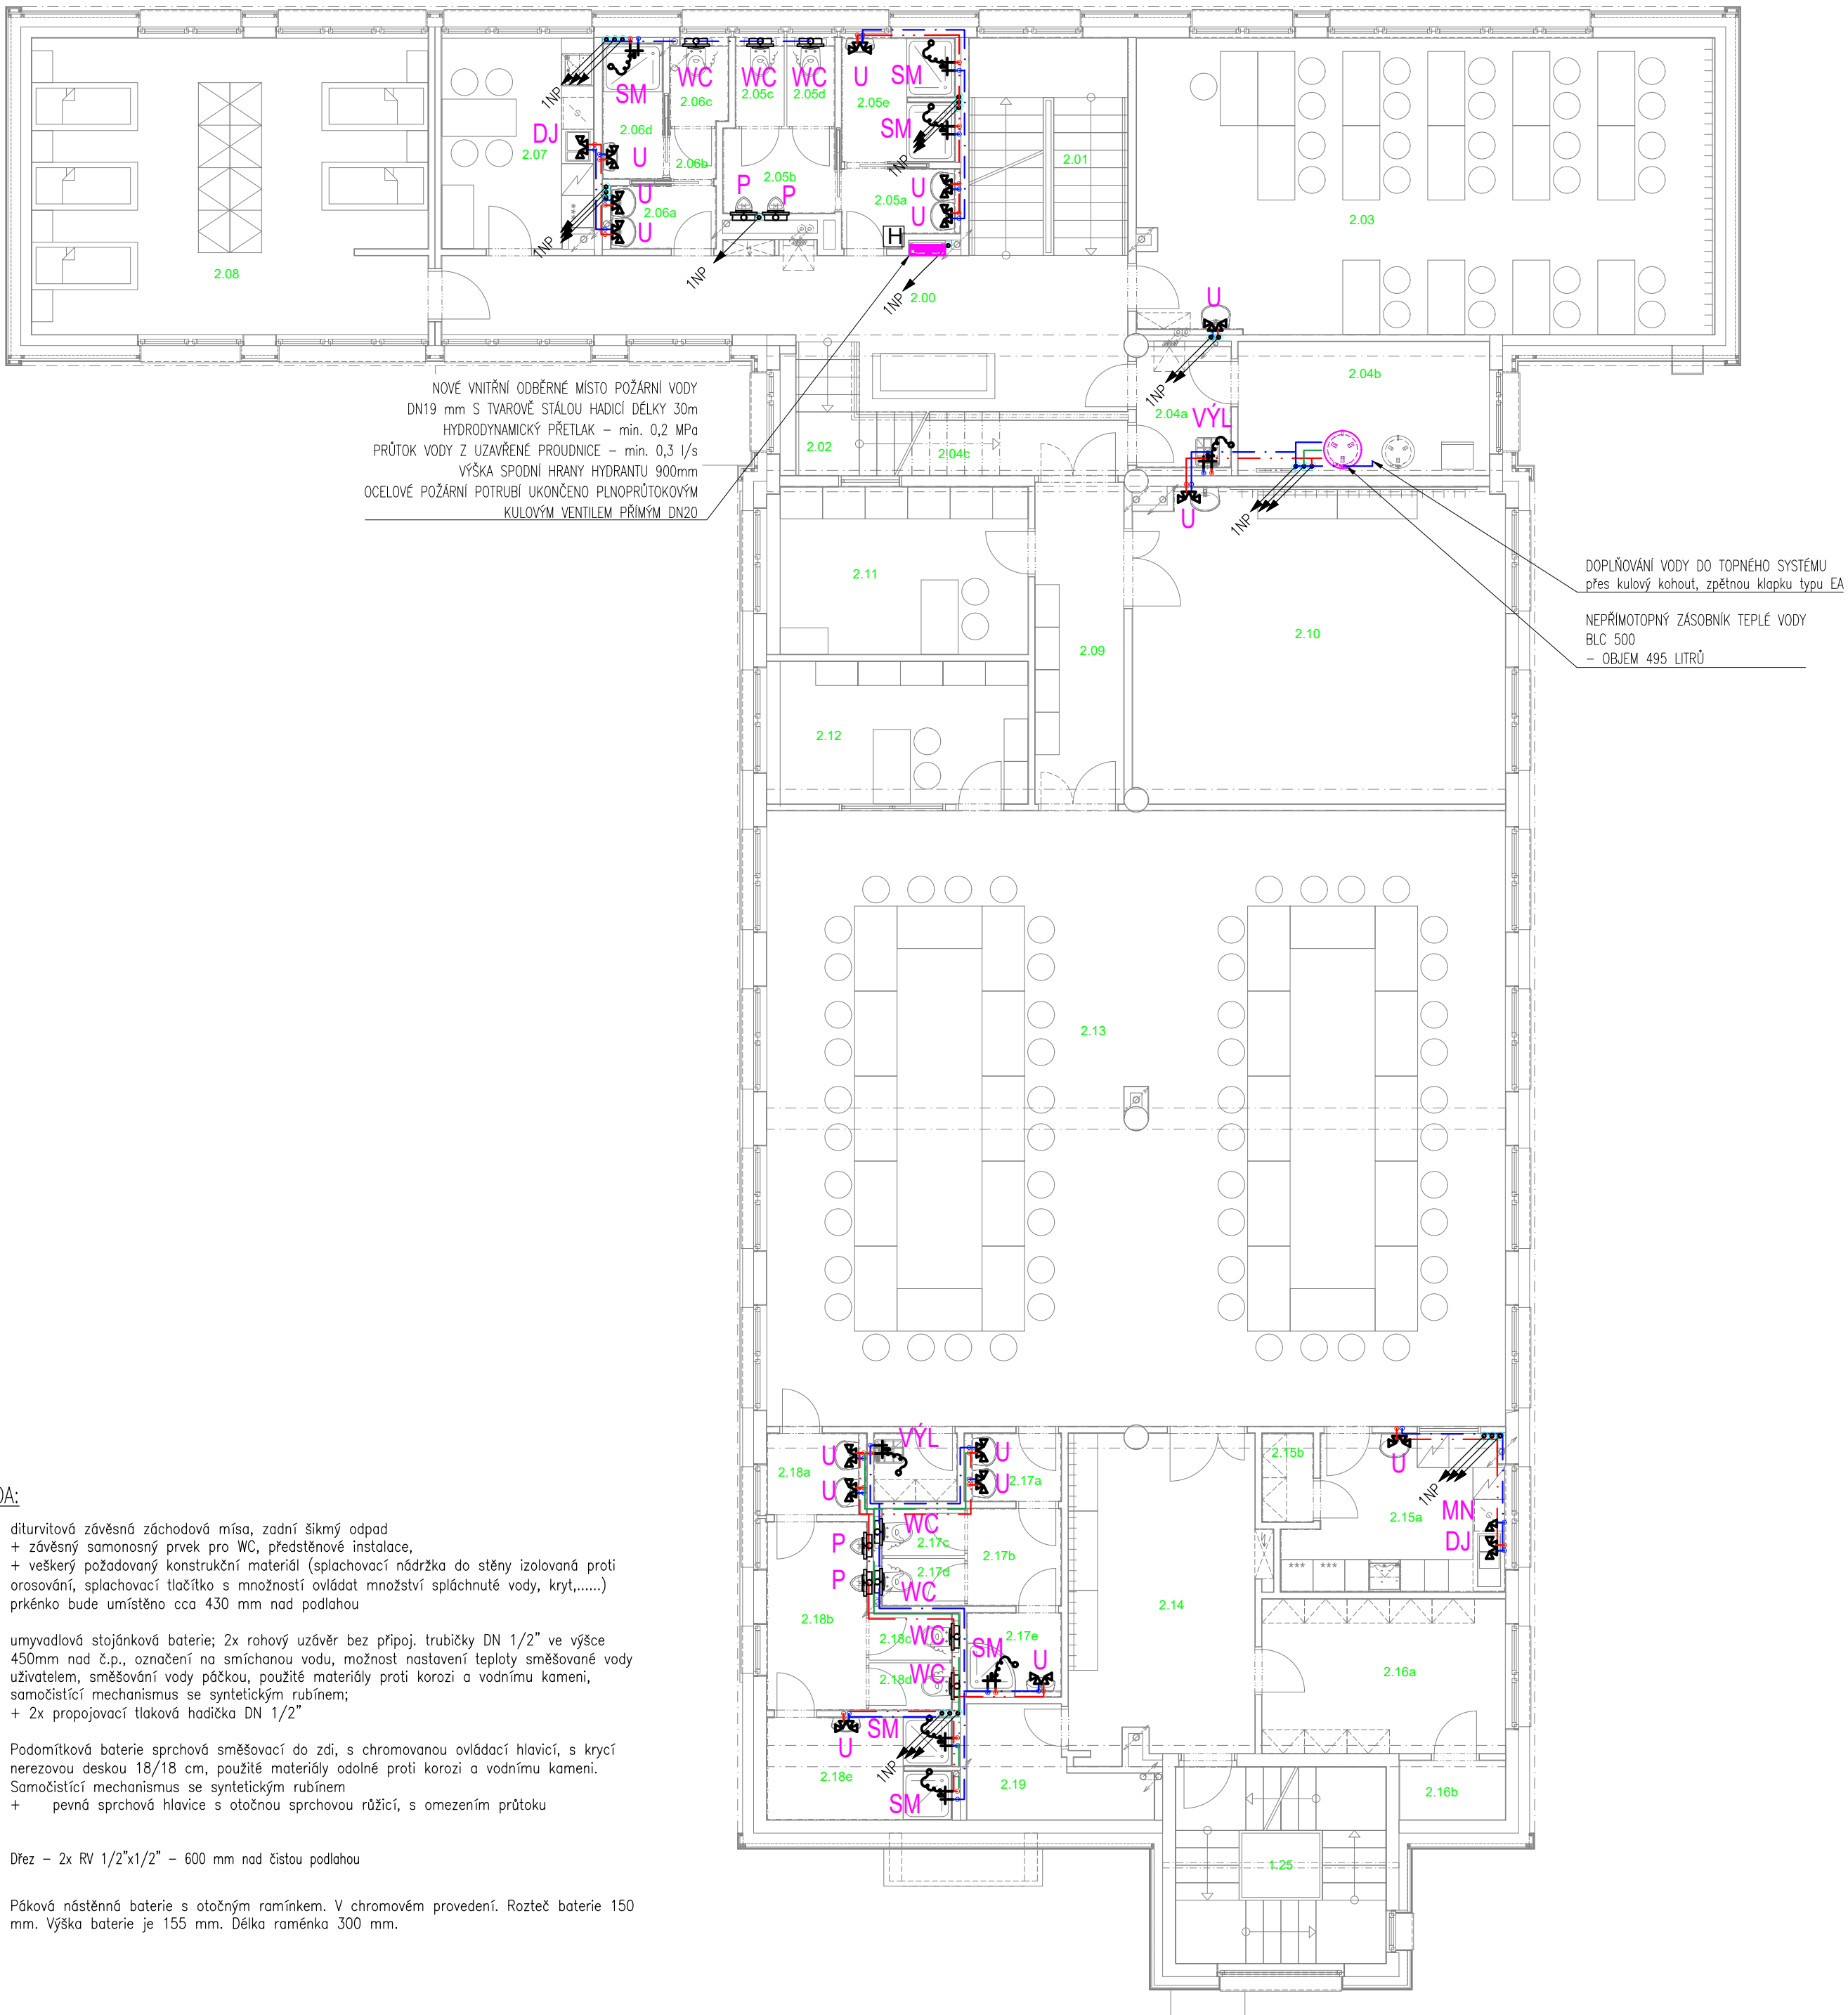 WC
WC
WC
U
SM
SM
2.06c
2.05c
2.05d
2.05e
1NP
SM
DJ
2.07
2.06d
U
2.06b
2.05b
SM
1NP
2.01
P
P
2.05a
U
U
U
2.06a
U
2.03
H
1NP
1NP
1NP
2.00
2.08
U
NOVÉ VNITŘNÍ ODBĚRNÉ MÍSTO POŽÁRNÍ VODY
DN19 mm S TVAROVĚ STÁLOU HADICÍ DÉLKY 30m
HYDRODYNAMICKÝ PŘETLAK – min. 0,2 MPa
PRŮTOK VODY Z UZAVŘENÉ PROUDNICE – min. 0,3 l/s
VÝŠKA SPODNÍ HRANY HYDRANTU 900mm
OCELOVÉ POŽÁRNÍ POTRUBÍ UKONČENO PLNOPRŮTOKOVÝM
KULOVÝM VENTILEM PŘÍMÝM DN20
1NP
2.04b
2.04a
VÝL
2.02
2.04c
U
1NP
DOPLŇOVÁNÍ VODY DO TOPNÉHO SYSTÉMU
přes kulový kohout, zpětnou klapku typu EA
NEPŘÍMOTOPNÝ ZÁSOBNÍK TEPLÉ VODY
BLC 500
– OBJEM 495 LITRŮ
2.11
2.09
2.10
2.12
2.13
VÝL
U
U
2.18a
U
U
2.17a
2.15b
U
1NP
MN
2.15a
DJ
*** ***
WC
P
2.17c
2.17b
2.17d
P
WC
2.18b
2.14
2.18c
WC
2.17e
SM
U
2.18d
WC
2.16a
SM
U
1NP
2.18e
SM
2.19
2.16b
1.25
DA:
diturvitová závěsná záchodová mísa, zadní šikmý odpad
+ závěsný samonosný prvek pro WC, předstěnové instalace,
+ veškerý požadovaný konstrukční materiál (splachovací nádržka do stěny izolovaná proti
orosování, splachovací tlačítko s množností ovládat množství spláchnuté vody, kryt,......)
prkénko bude umístěno cca 430 mm nad podlahou
umyvadlová stojánková baterie; 2x rohový uzávěr bez připoj. trubičky DN 1/2" ve výšce
450mm nad č.p., označení na smíchanou vodu, možnost nastavení teploty směšované vody
uživatelem, směšování vody páčkou, použité materiály proti korozi a vodnímu kameni,
samočistící mechanismus se syntetickým rubínem;
+ 2x propojovací tlaková hadička DN 1/2"
Podomítková baterie sprchová směšovací do zdi, s chromovanou ovládací hlavicí, s krycí
nerezovou deskou 18/18 cm, použité materiály odolné proti korozi a vodnímu kameni.
Samočistící mechanismus se syntetickým rubínem
+ pevná sprchová hlavice s otočnou sprchovou růžicí, s omezením průtoku
Dřez – 2x RV 1/2"x1/2" – 600 mm nad čistou podlahou
Páková nástěnná baterie s otočným ramínkem. V chromovém provedení. Rozteč baterie 150
mm. Výška baterie je 155 mm. Délka raménka 300 mm.